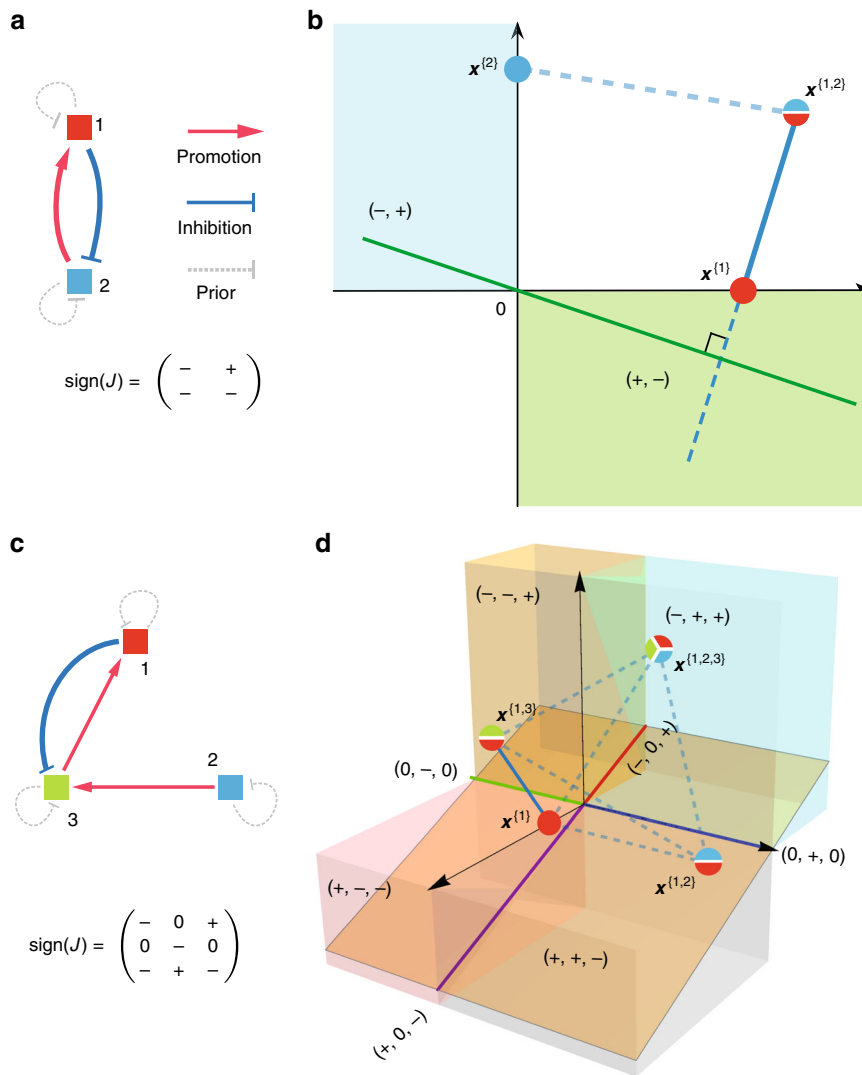 a
1
Promotion
Inhibition
2
Prior
sign(J) = ( − +
− − )
b
x^{2}
x^{1,2}
(−, +)
x^{1}
0
(+, −)
c
1
2
3
sign(J) = ( − 0 +
0 − 0
− + − )
d
(−, −, +)
(−, +, +)
x^{1,2,3}
x^{1,3}
(−, 0, +)
(0, −, 0)
x^{1}
(0, +, 0)
x^{1,2}
(+, −, −)
(+, +, −)
(+, 0, −)